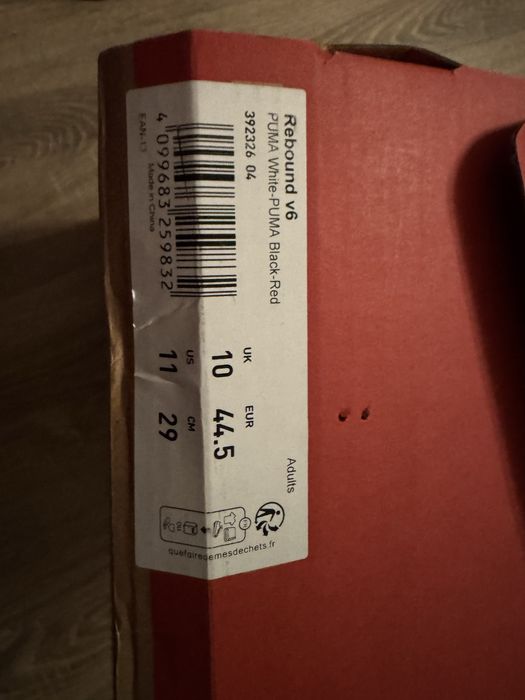 Rebound v6
PUMA White-PUMA Black-Red
392326 04
4 099683 259832
EAN-13
Made in China
UK
10
EUR
44.5
US
11
CM
29
Adults
FR
quefairedemesdechets.fr